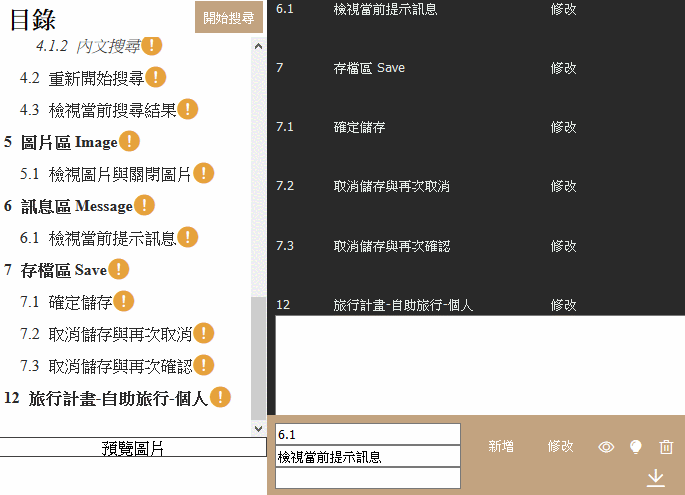 目錄
開始搜尋
4.1.2 內文搜尋!
4.2 重新開始搜尋!
4.3 檢視當前搜尋結果!
5 圖片區 Image!
5.1 檢視圖片與關閉圖片!
6 訊息區 Message!
6.1 檢視當前提示訊息!
7 存檔區 Save!
7.1 確定儲存!
7.2 取消儲存與再次取消!
7.3 取消儲存與再次確認!
12 旅行計畫-自助旅行-個人!
預覽圖片
6.1 檢視當前提示訊息 修改
7 存檔區 Save 修改
7.1 確定儲存 修改
7.2 取消儲存與再次取消 修改
7.3 取消儲存與再次確認 修改
12 旅行計畫-自助旅行-個人 修改
6.1
檢視當前提示訊息
新增 修改